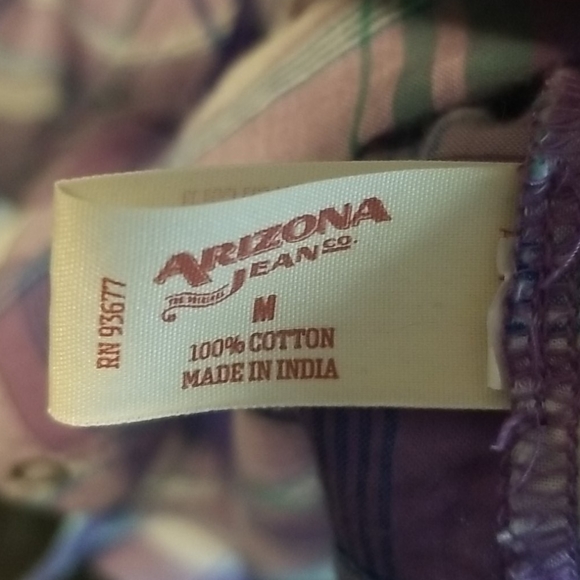 ARIZONA
JEAN CO.
THE ORIGINAL
M
100% COTTON
MADE IN INDIA
RN 93677